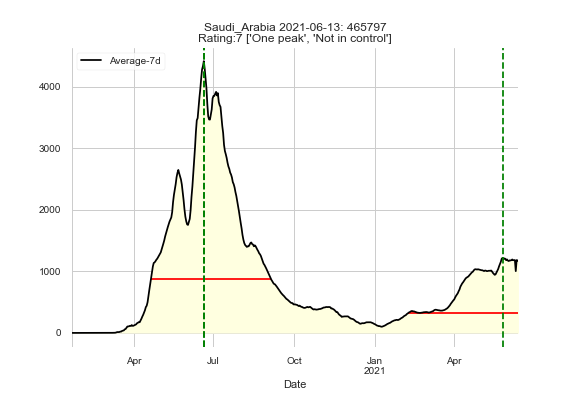 Saudi_Arabia 2021-06-13: 465797
Rating:7 ['One peak', 'Not in control']
Average-7d
4000
3000
2000
1000
0
Apr
Jul
Oct
Jan
2021
Apr
Date